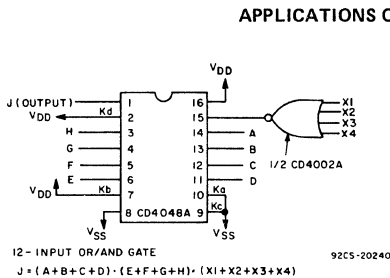 APPLICATIONS
VDD
J (OUTPUT)
1
16
VDD
Kd
2
15
X1
X2
X3
X4
H
3
14
A
G
4
13
B
1/2 CD4002A
F
5
12
C
E
6
11
D
VDD
Kb
7
10
Ka
8
CD4048A
9
Kc
VSS
VSS
12-INPUT OR/AND GATE
92CS-2024
J = (A+B+C+D)·(E+F+G+H)·(X1+X2+X3+X4)